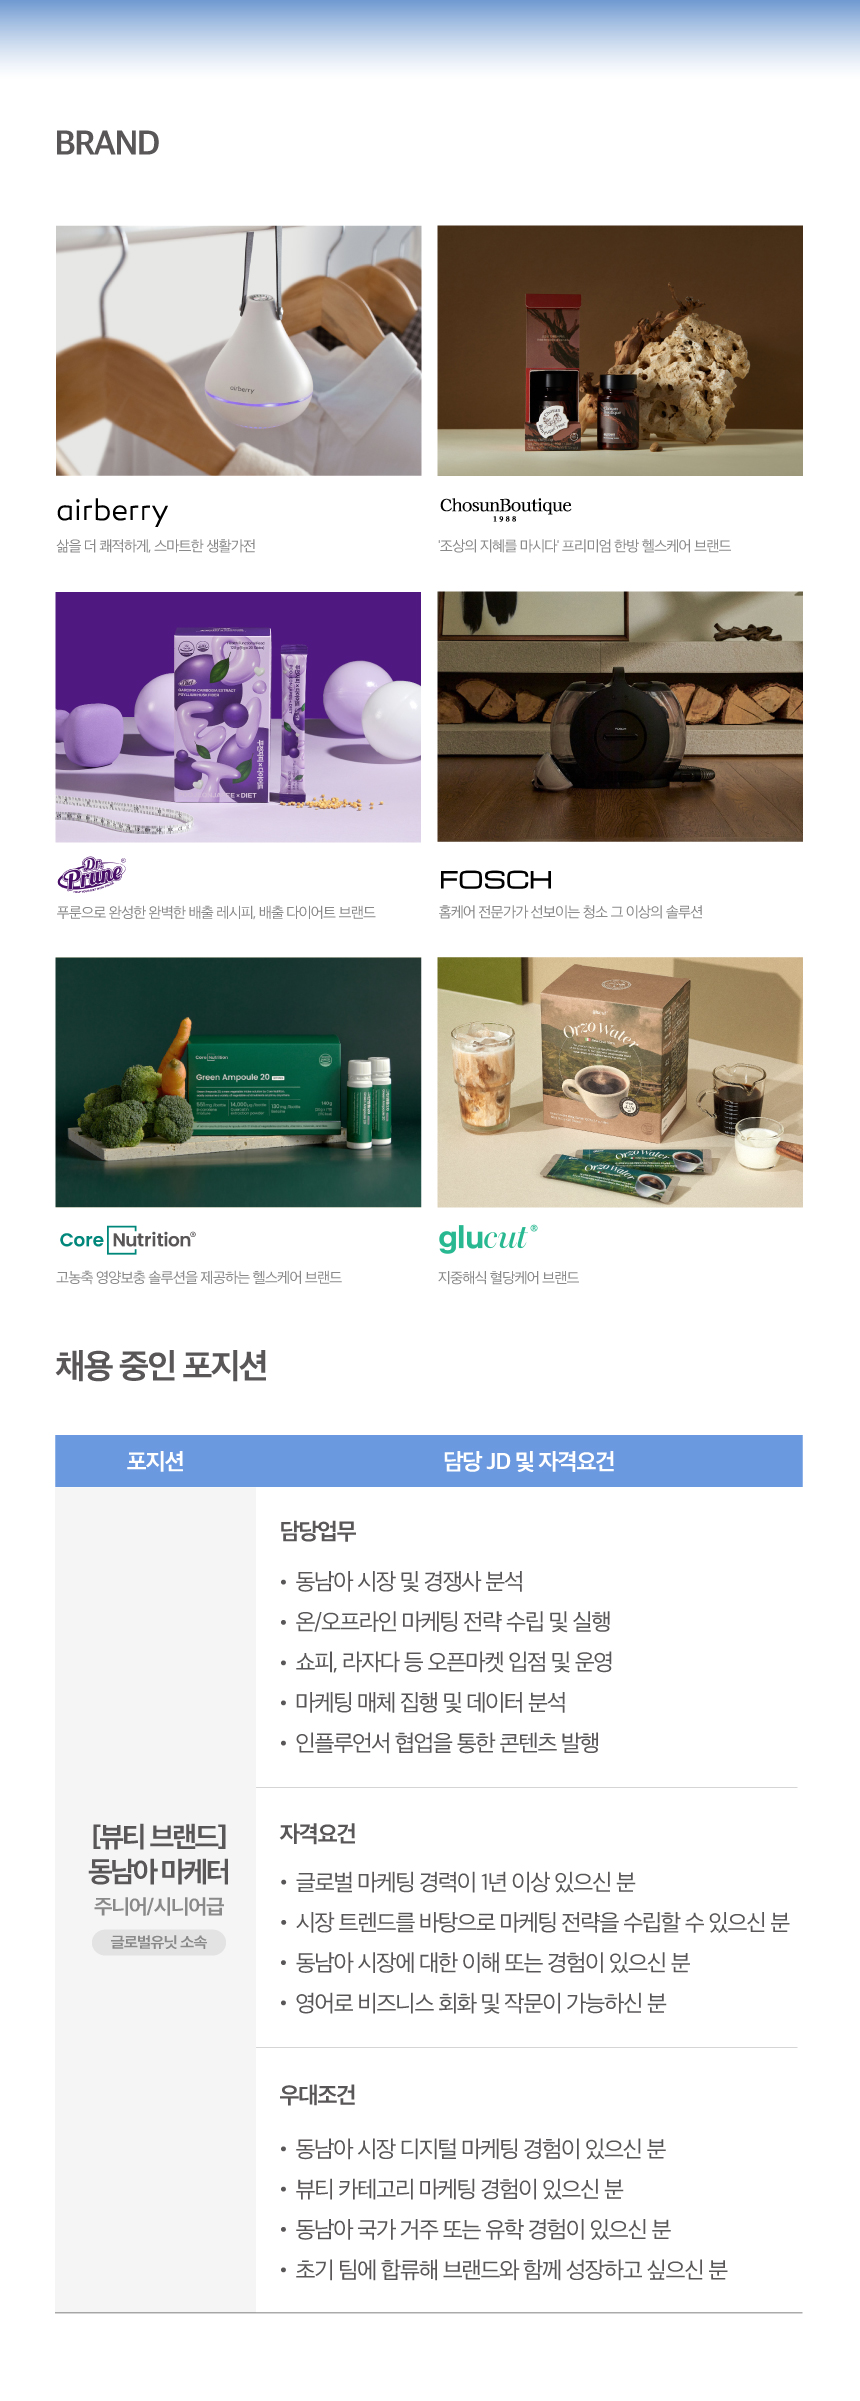 BRAND
airberry
airberry
삶을 더 쾌적하게, 스마트한 생활가전
ChosunBoutique
1988
'조상의 지혜를 마시다' 프리미엄 한방 헬스케어 브랜드
Diet
GARCINIA CAMBOGIA EXTRACT
푸룬으로 완성한 완벽한 배출 레시피, 배출 다이어트 브랜드
Dr.
Prune
FOSCH
FOSCH
홈케어 전문가가 선보이는 청소 그 이상의 솔루션
Core Nutrition
Green Ampoule 20
Core Nutrition®
고농축 영양보충 솔루션을 제공하는 헬스케어 브랜드
glucut
Orzo Water
Orzo Water
Orzo Water
glucut®
지중해식 혈당케어 브랜드
채용 중인 포지션
포지션
담당 JD 및 자격요건
[뷰티 브랜드]
동남아 마케터
주니어/시니어급
글로벌유닛 소속
담당업무
• 동남아 시장 및 경쟁사 분석
• 온/오프라인 마케팅 전략 수립 및 실행
• 쇼피, 라자다 등 오픈마켓 입점 및 운영
• 마케팅 매체 집행 및 데이터 분석
• 인플루언서 협업을 통한 콘텐츠 발행
자격요건
• 글로벌 마케팅 경력이 1년 이상 있으신 분
• 시장 트렌드를 바탕으로 마케팅 전략을 수립할 수 있으신 분
• 동남아 시장에 대한 이해 또는 경험이 있으신 분
• 영어로 비즈니스 회화 및 작문이 가능하신 분
우대조건
• 동남아 시장 디지털 마케팅 경험이 있으신 분
• 뷰티 카테고리 마케팅 경험이 있으신 분
• 동남아 국가 거주 또는 유학 경험이 있으신 분
• 초기 팀에 합류해 브랜드와 함께 성장하고 싶으신 분